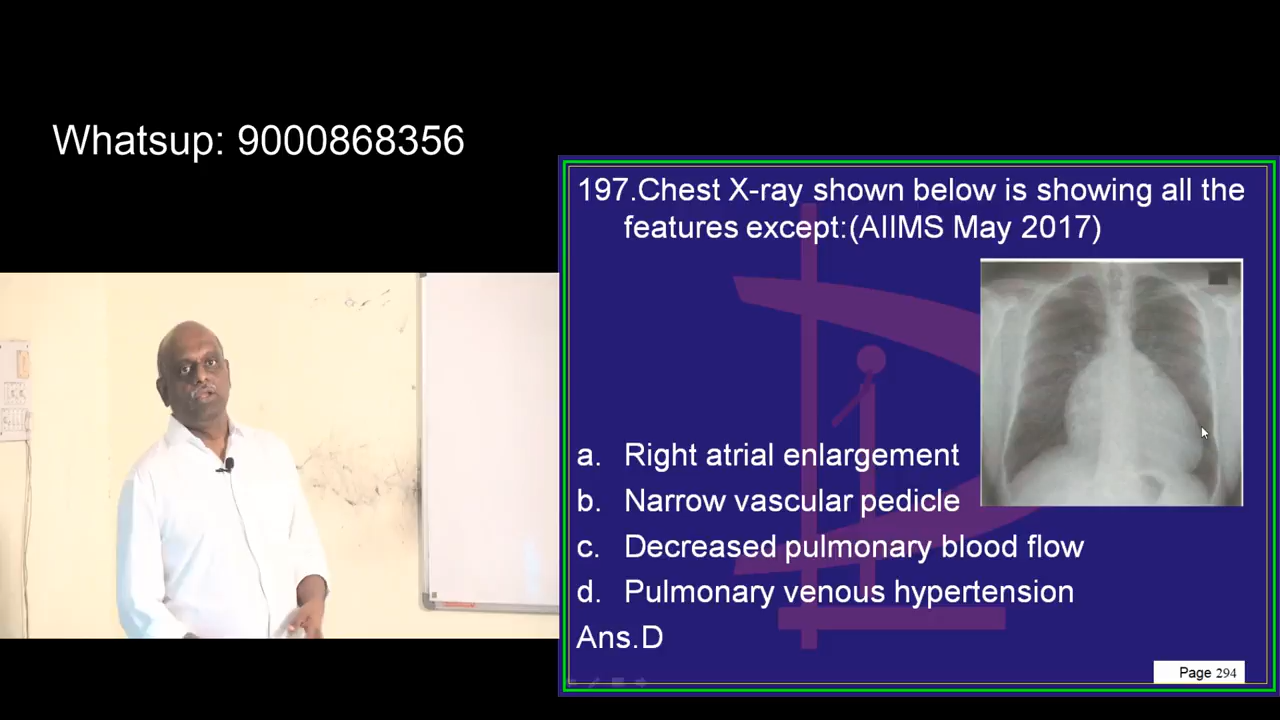 Whatsup: 9000868356
197.Chest X-ray shown below is showing all the
features except:(AIIMS May 2017)
a. Right atrial enlargement
b. Narrow vascular pedicle
c. Decreased pulmonary blood flow
d. Pulmonary venous hypertension
Ans.D
Page 294